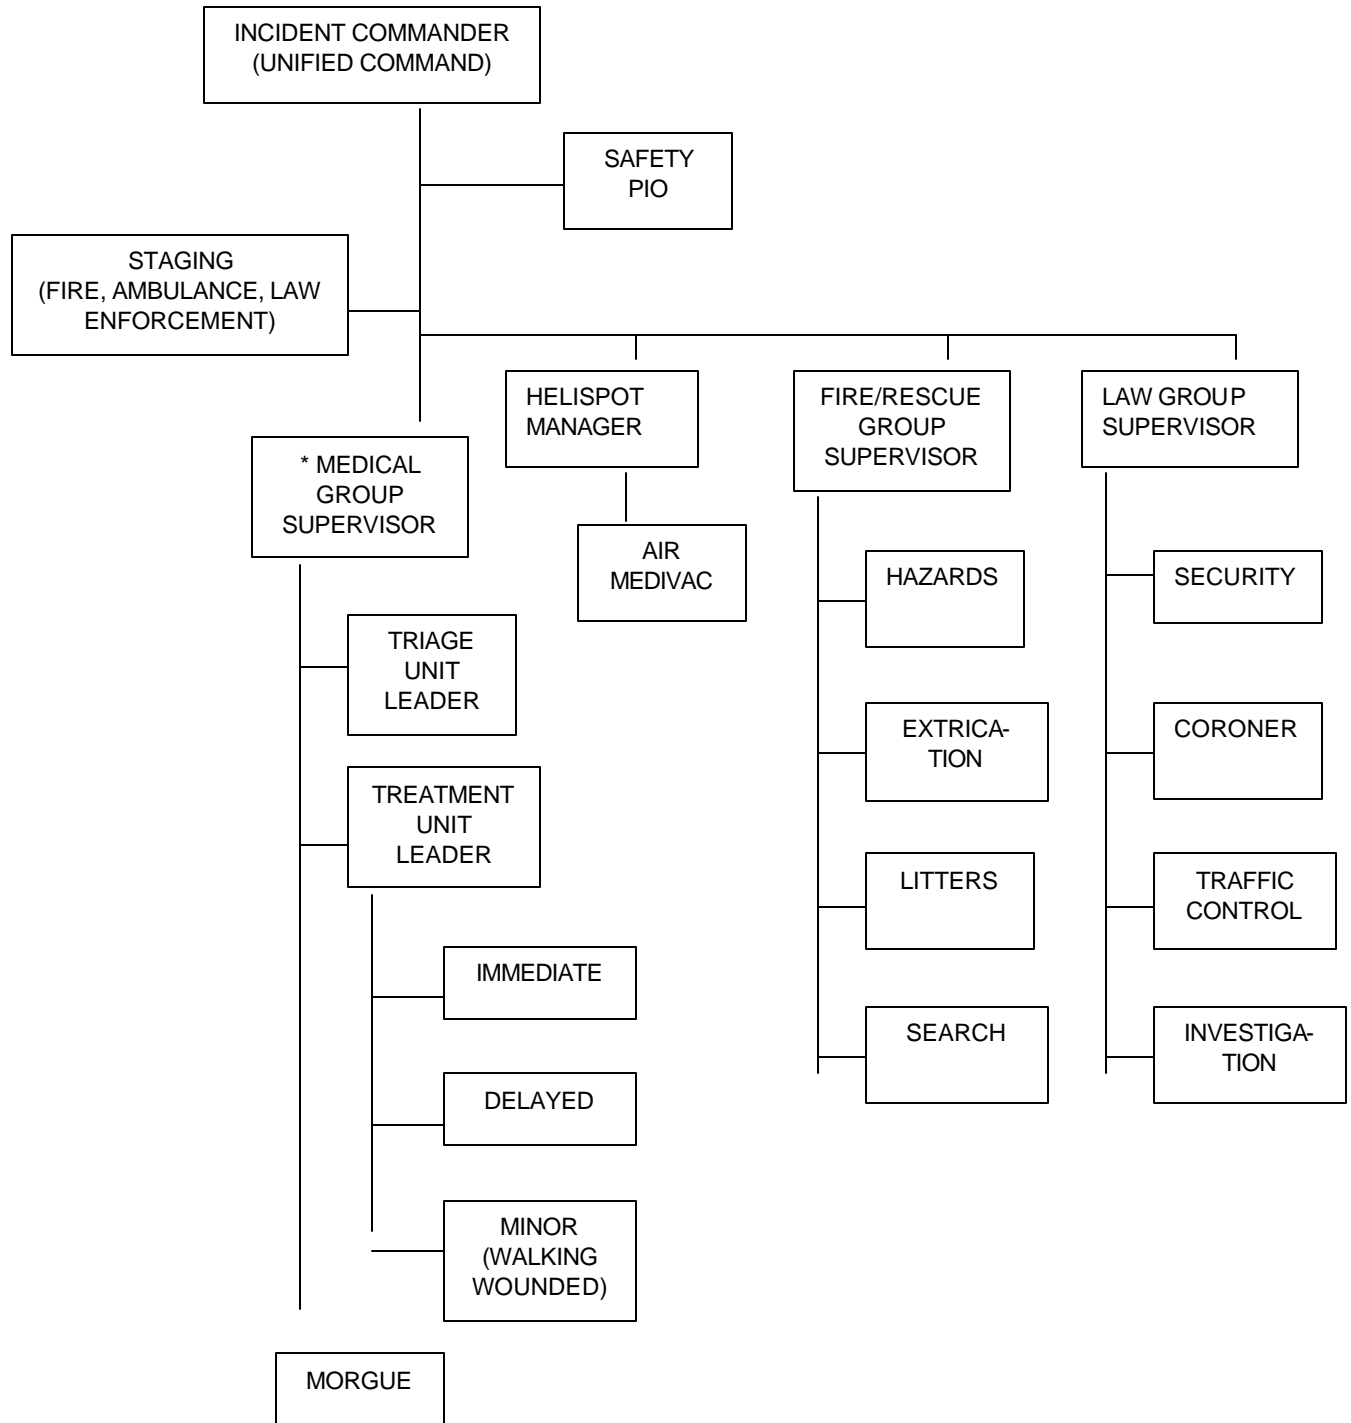 INCIDENT COMMANDER
(UNIFIED COMMAND)
SAFETY
PIO
STAGING
(FIRE, AMBULANCE, LAW
ENFORCEMENT)
* MEDICAL
GROUP
SUPERVISOR
HELISPOT
MANAGER
FIRE/RESCUE
GROUP
SUPERVISOR
LAW GROUP
SUPERVISOR
TRIAGE
UNIT
LEADER
TREATMENT
UNIT
LEADER
IMMEDIATE
DELAYED
MINOR
(WALKING
WOUNDED)
MORGUE
AIR
MEDIVAC
HAZARDS
EXTRICA-
TION
LITTERS
SEARCH
SECURITY
CORONER
TRAFFIC
CONTROL
INVESTIGA-
TION